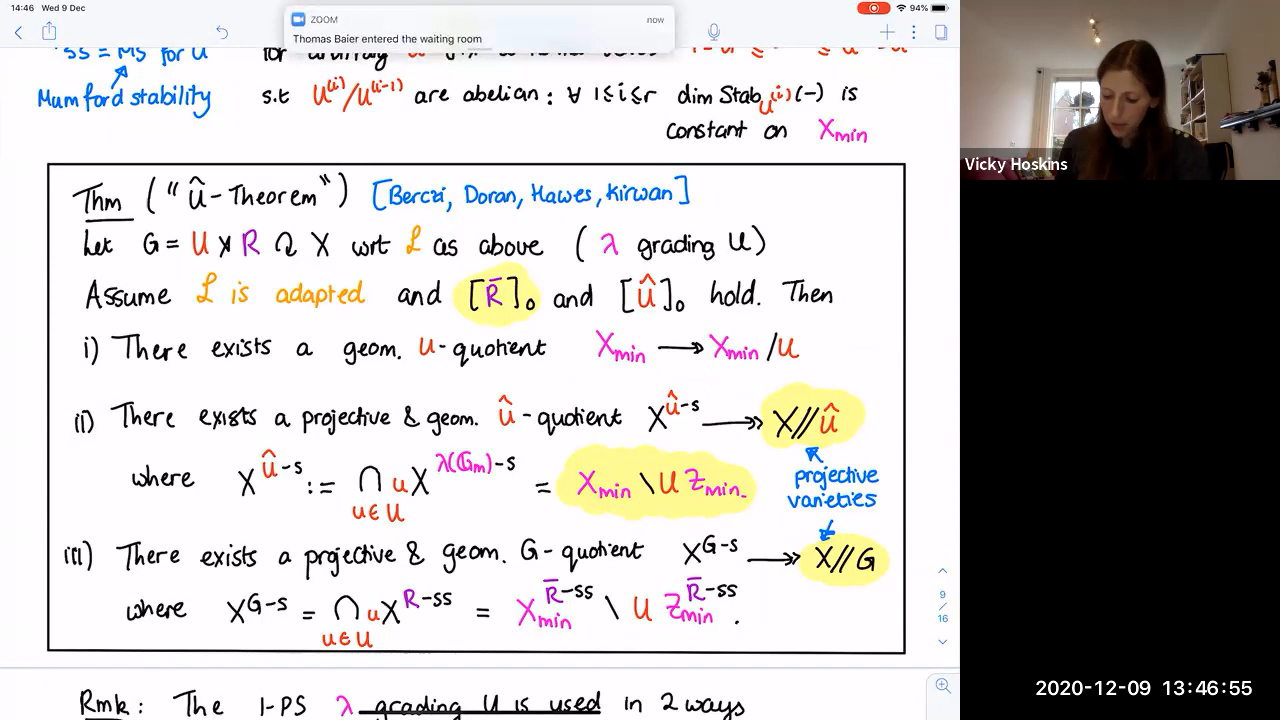 14:46 Wed 9 Dec
94%
ZOOM
now
Thomas Baier entered the waiting room
"ss = Ms for U
Mumford stability
for arbitrary
s.t U^(i)/U^(i-1) are abelian : ∀ 1≤i≤r dim Stab_U^(i) (-) is
constant on X_min
Thm ("Û-Theorem") [Berczi, Doran, Hawes, Kirwan]
Let G = U ⋊ R ↷ X wrt L as above (λ grading U)
Assume L is adapted and [R̄]₀ and [Û]₀ hold. Then
i) There exists a geom. U-quotient X_min → X_min/U
ii) There exists a projective & geom. Û-quotient X^Û-s ↠ X//Û
where X^Û-s := ⋂_{u∈U} u X^λ(𝔾m)-s = X_min \ U Z_min.
projective
varieties
iii) There exists a projective & geom. G-quotient X^G-s ↠ X//G
where X^G-s = ⋂_{u∈U} u X^R-ss = X_min^R̄-ss \ U Z_min^R̄-ss.
9
/
16
Rmk: The 1-PS λ grading U is used in 2 ways
Vicky Hoskins
2020-12-09 13:46:55